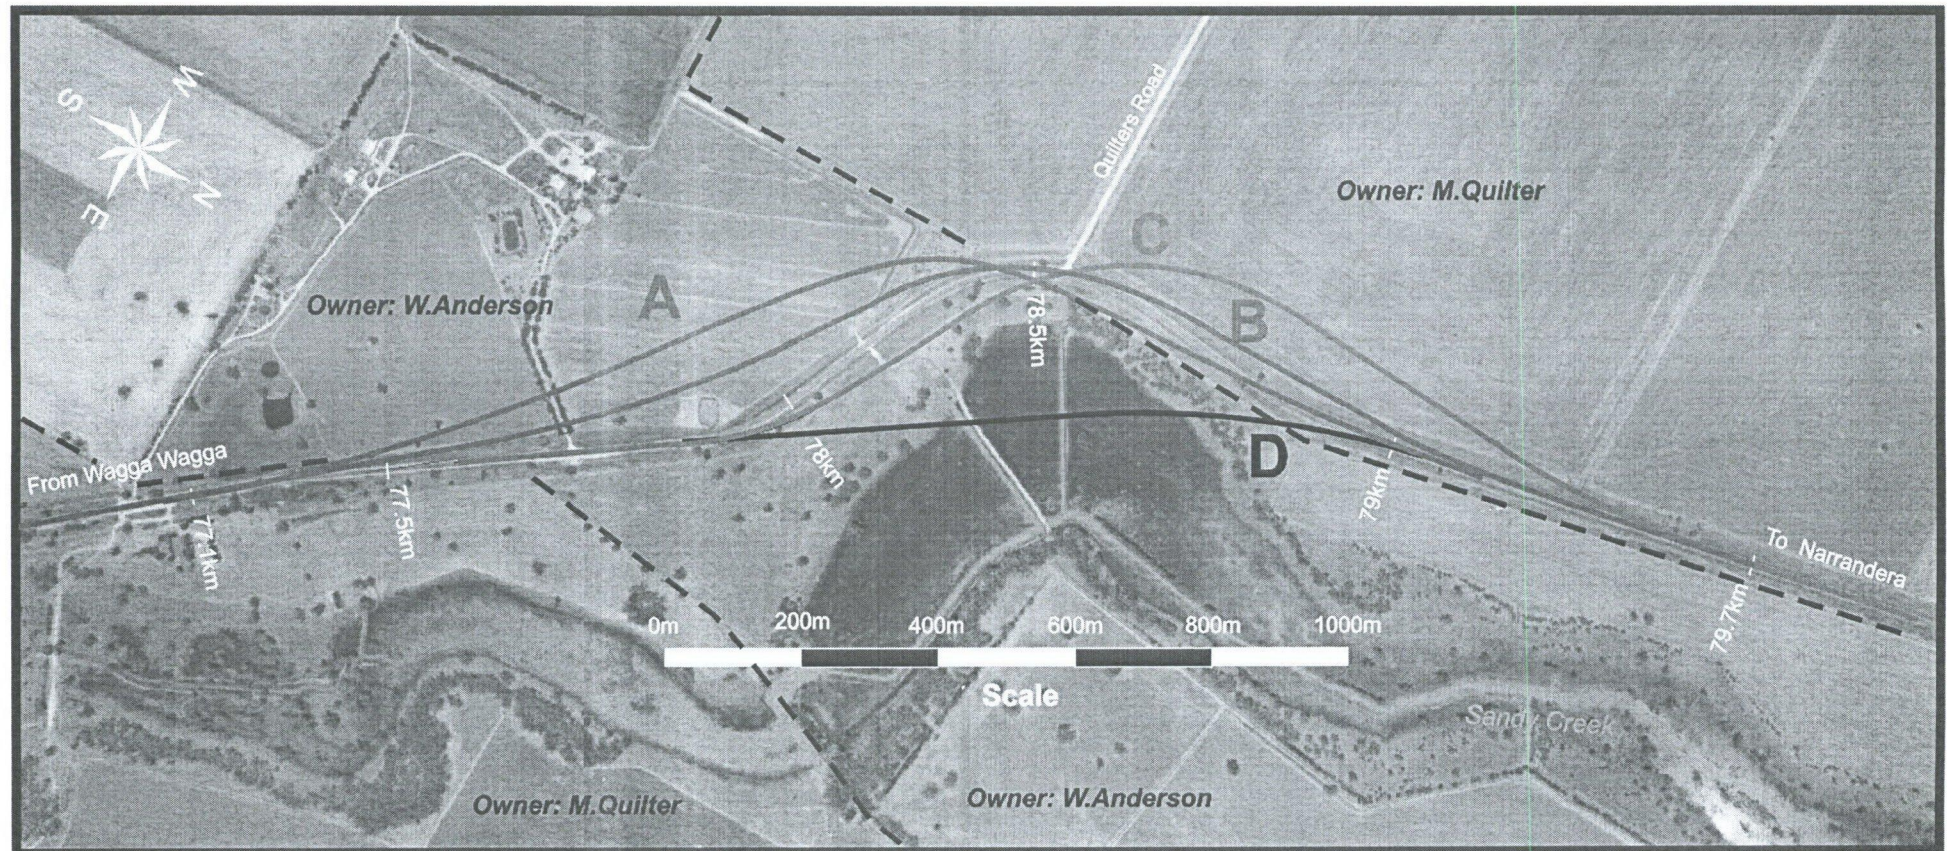 W
S
N
E
Quilters Road
Owner: M.Quilter
C
A
B
Owner: W.Anderson
78.5km
D
From Wagga Wagga
78km
77.5km
77.1km
79km
To Narrandera
79.7km
0m 200m 400m 600m 800m 1000m
Scale
Sandy Creek
Owner: M.Quilter
Owner: W.Anderson